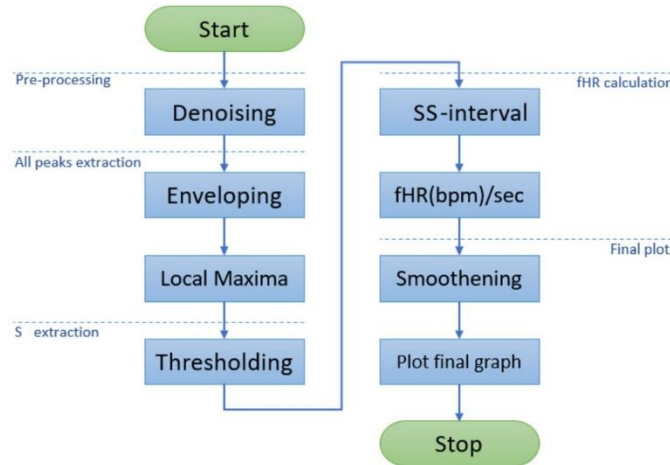 Start
Pre-processing
Denoising
All peaks extraction
Enveloping
Local Maxima
S extraction
Thresholding
fHR calculation
SS-interval
fHR(bpm)/sec
Final plot
Smoothening
Plot final graph
Stop